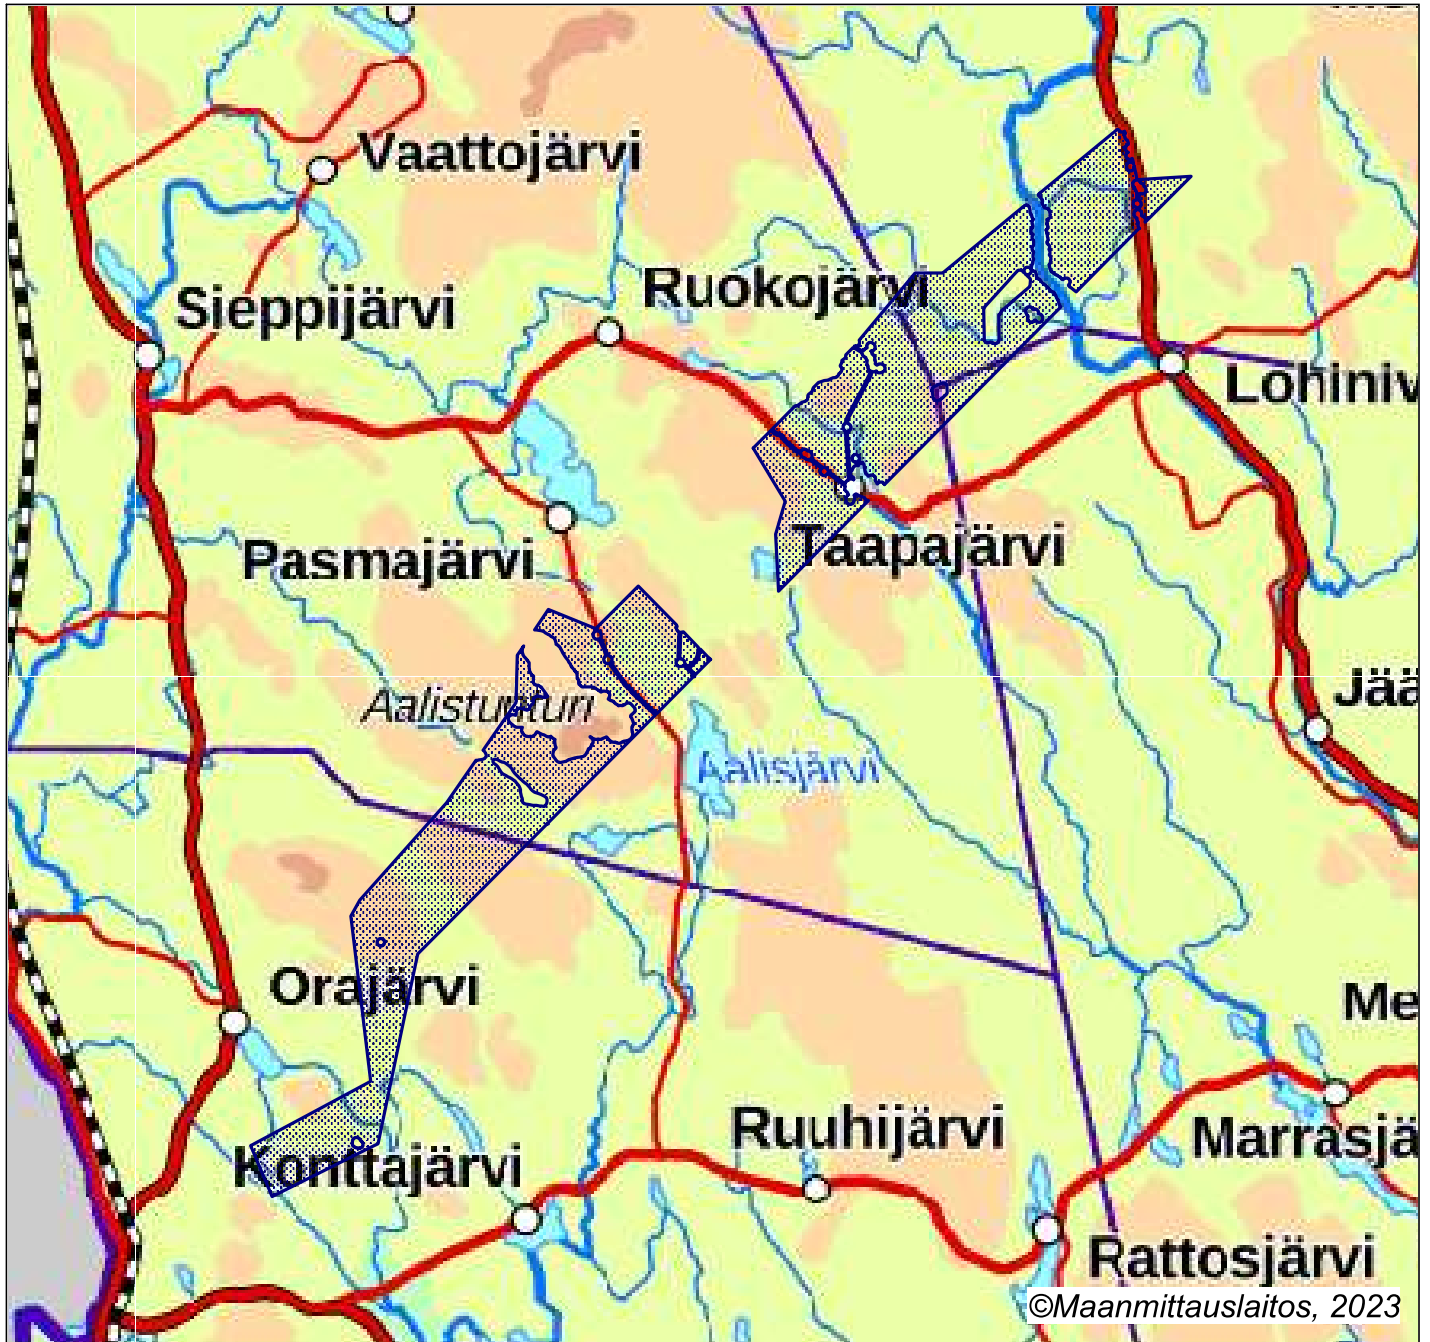 Vaattojärvi
Ruokojärvi
Sieppijärvi
Lohiniv
Pasmajärvi
Taapajärvi
Aalistunturi
Jää
Aalisjärvi
Orajärvi
Me
Ruuhijärvi
Marrasjä
Konttajärvi
Rattosjärvi
©Maanmittauslaitos, 2023